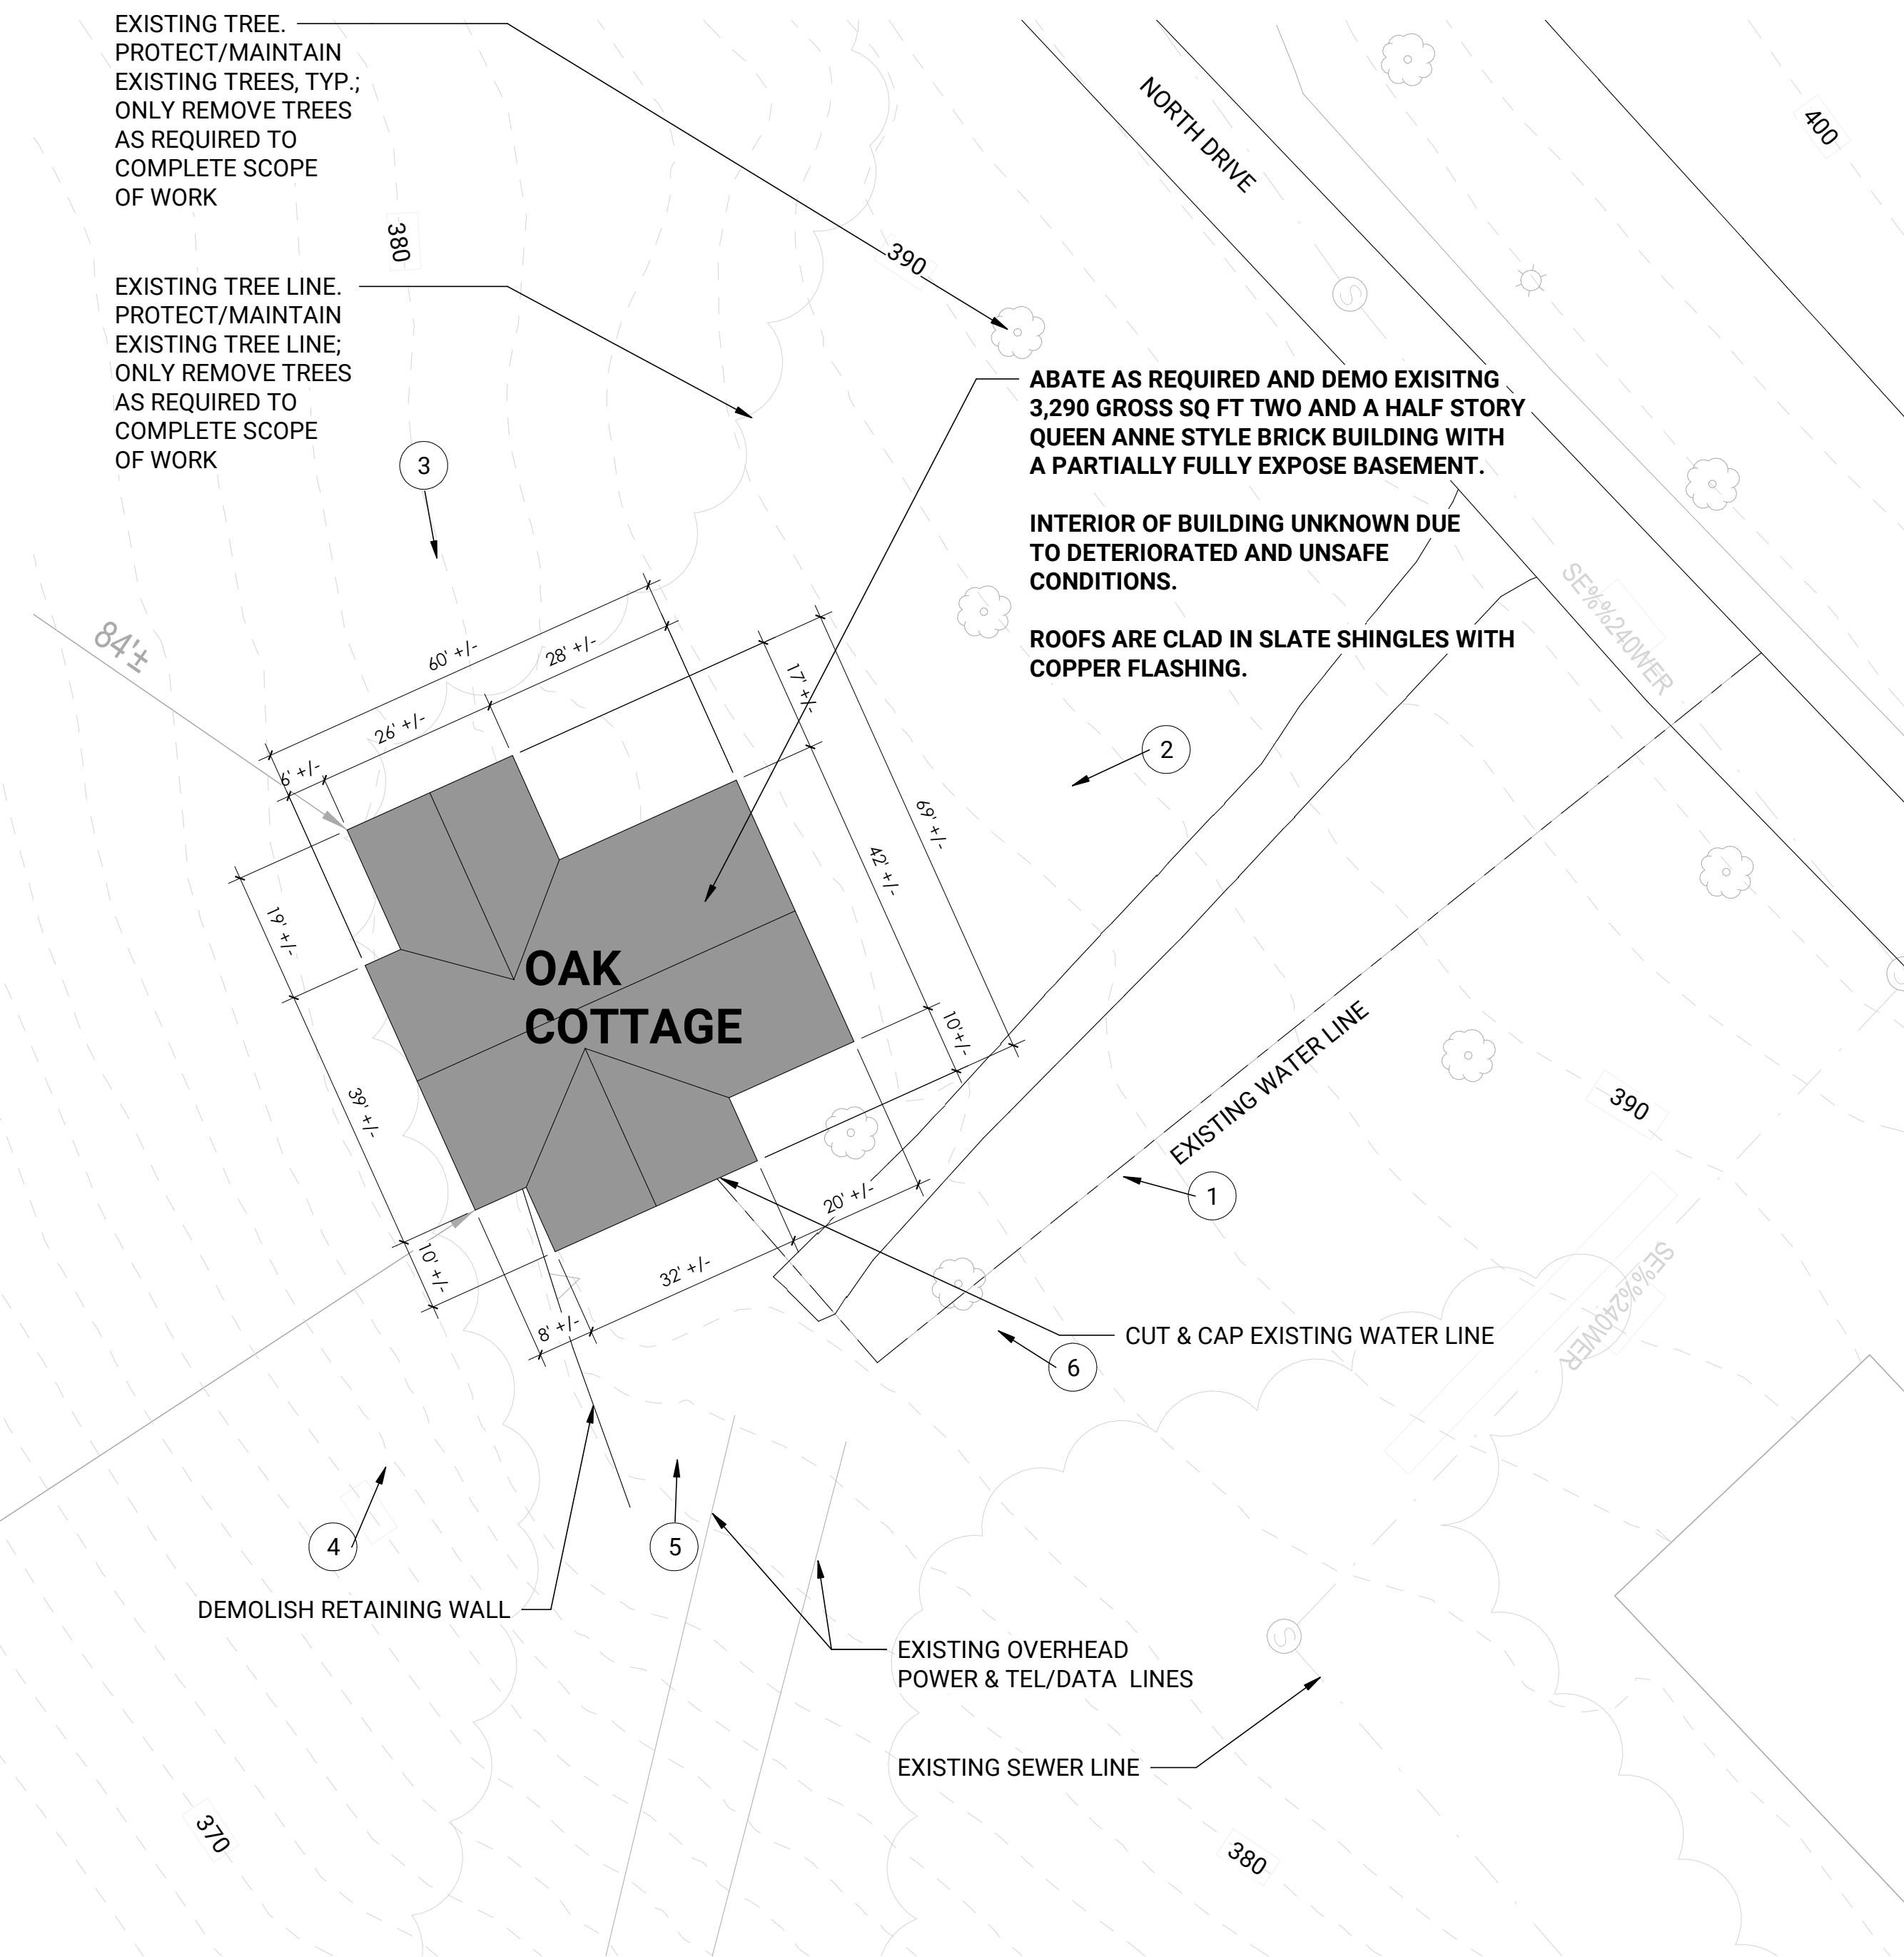 EXISTING TREE.
PROTECT/MAINTAIN
EXISTING TREES, TYP.;
ONLY REMOVE TREES
AS REQUIRED TO
COMPLETE SCOPE
OF WORK
NORTH DRIVE
400
380
390
EXISTING TREE LINE.
PROTECT/MAINTAIN
EXISTING TREE LINE;
ONLY REMOVE TREES
AS REQUIRED TO
COMPLETE SCOPE
OF WORK
S
ABATE AS REQUIRED AND DEMO EXISITNG
3,290 GROSS SQ FT TWO AND A HALF STORY
QUEEN ANNE STYLE BRICK BUILDING WITH
A PARTIALLY FULLY EXPOSE BASEMENT.
INTERIOR OF BUILDING UNKNOWN DUE
TO DETERIORATED AND UNSAFE
CONDITIONS.
ROOFS ARE CLAD IN SLATE SHINGLES WITH
COPPER FLASHING.
3
SE%%240WER
84'±
60' +/-
28' +/-
26' +/-
6' +/-
17' +/-
2
69' +/-
42' +/-
19' +/-
OAK
COTTAGE
10'+/-
39' +/-
EXISTING WATER LINE
390
1
20' +/-
10' +/-
32' +/-
8' +/-
SE%%240WER
CUT & CAP EXISTING WATER LINE
6
4
5
DEMOLISH RETAINING WALL
EXISTING OVERHEAD
POWER & TEL/DATA LINES
S
EXISTING SEWER LINE
370
380